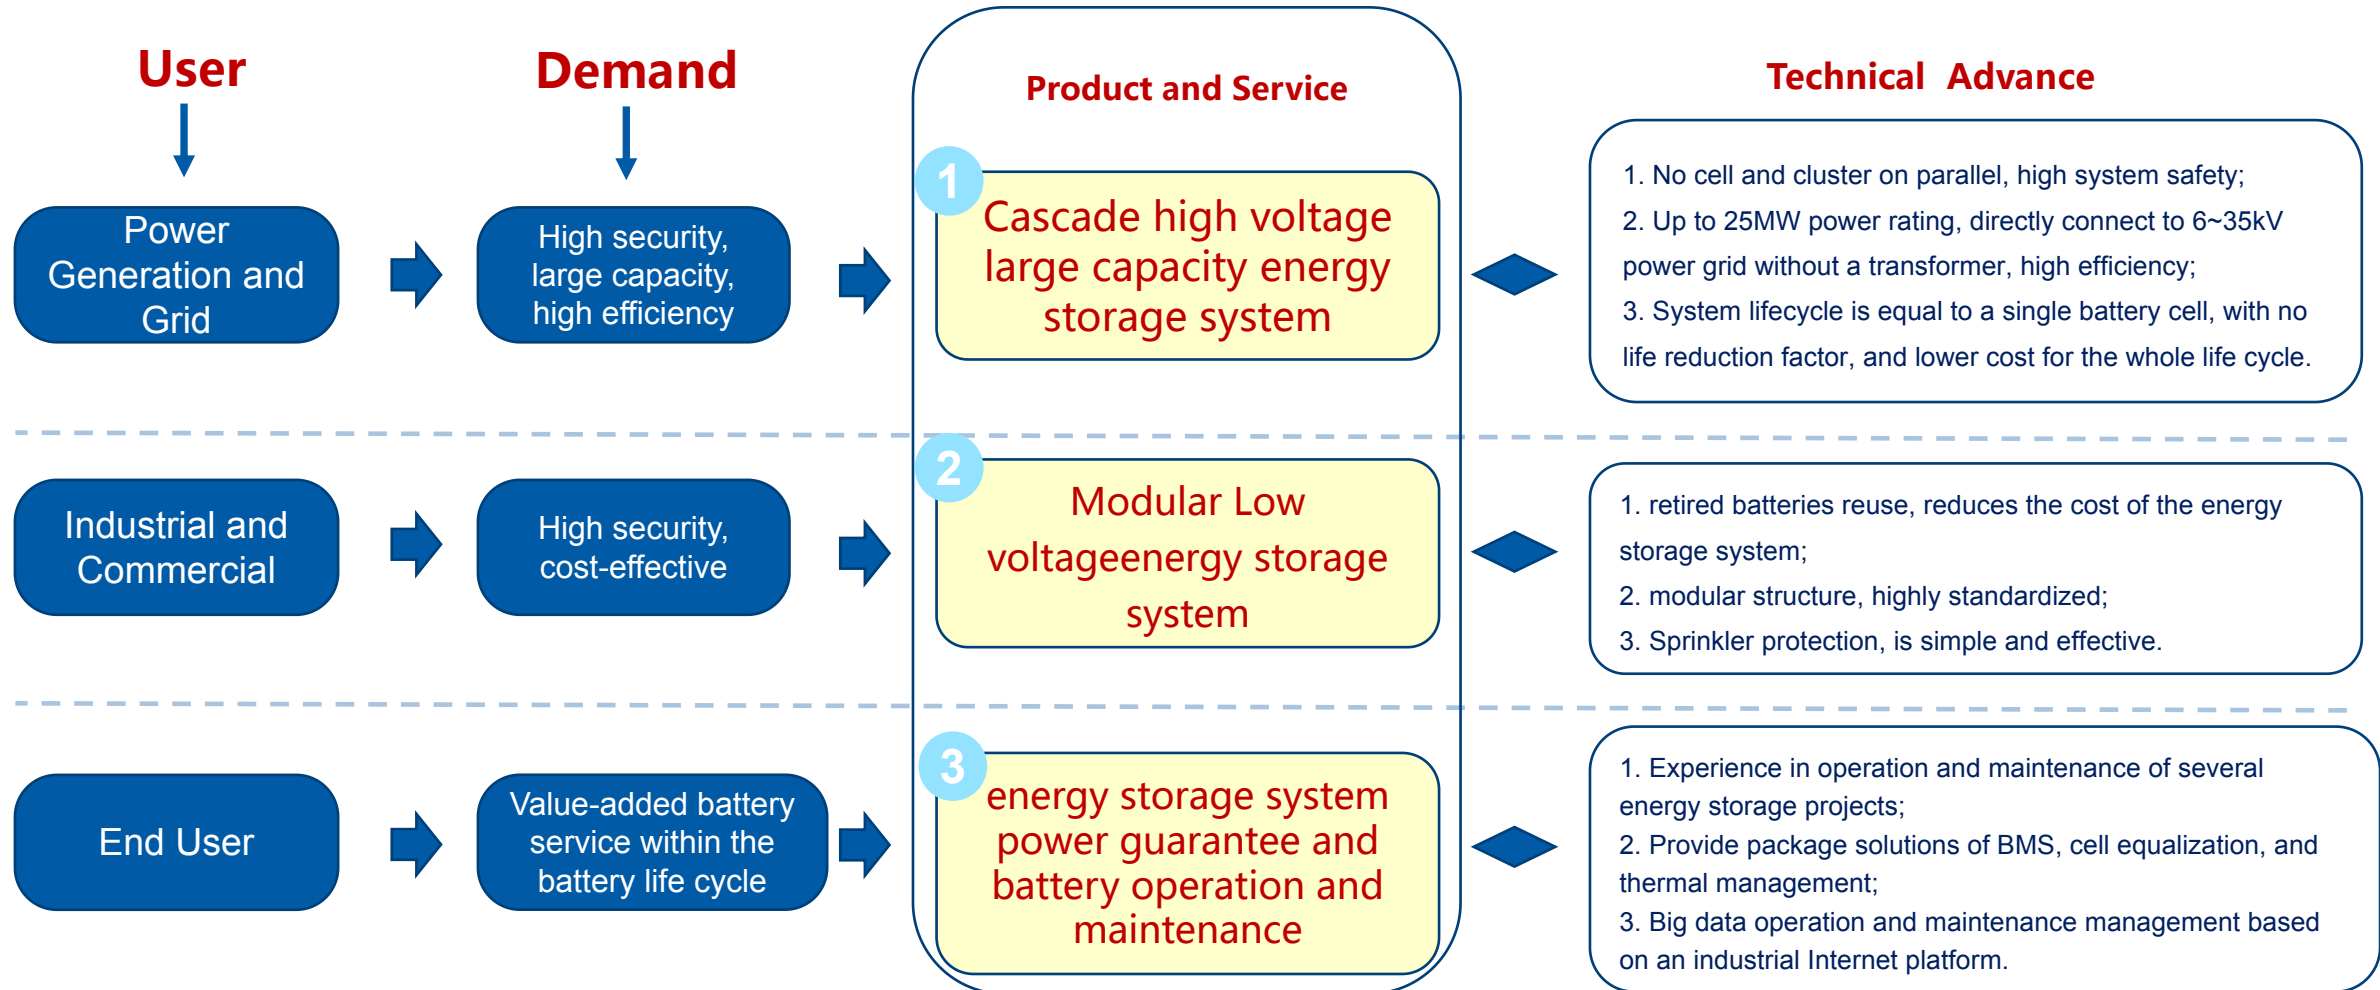 User
Demand
Product and Service
Technical Advance
Power
Generation and
Grid
High security,
large capacity,
high efficiency
1
Cascade high voltage
large capacity energy
storage system
1. No cell and cluster on parallel, high system safety;
2. Up to 25MW power rating, directly connect to 6~35kV
power grid without a transformer, high efficiency;
3. System lifecycle is equal to a single battery cell, with no
life reduction factor, and lower cost for the whole life cycle.
Industrial and
Commercial
High security,
cost-effective
2
Modular Low
voltageenergy storage
system
1. retired batteries reuse, reduces the cost of the energy
storage system;
2. modular structure, highly standardized;
3. Sprinkler protection, is simple and effective.
End User
Value-added battery
service within the
battery life cycle
3
energy storage system
power guarantee and
battery operation and
maintenance
1. Experience in operation and maintenance of several
energy storage projects;
2. Provide package solutions of BMS, cell equalization, and
thermal management;
3. Big data operation and maintenance management based
on an industrial Internet platform.